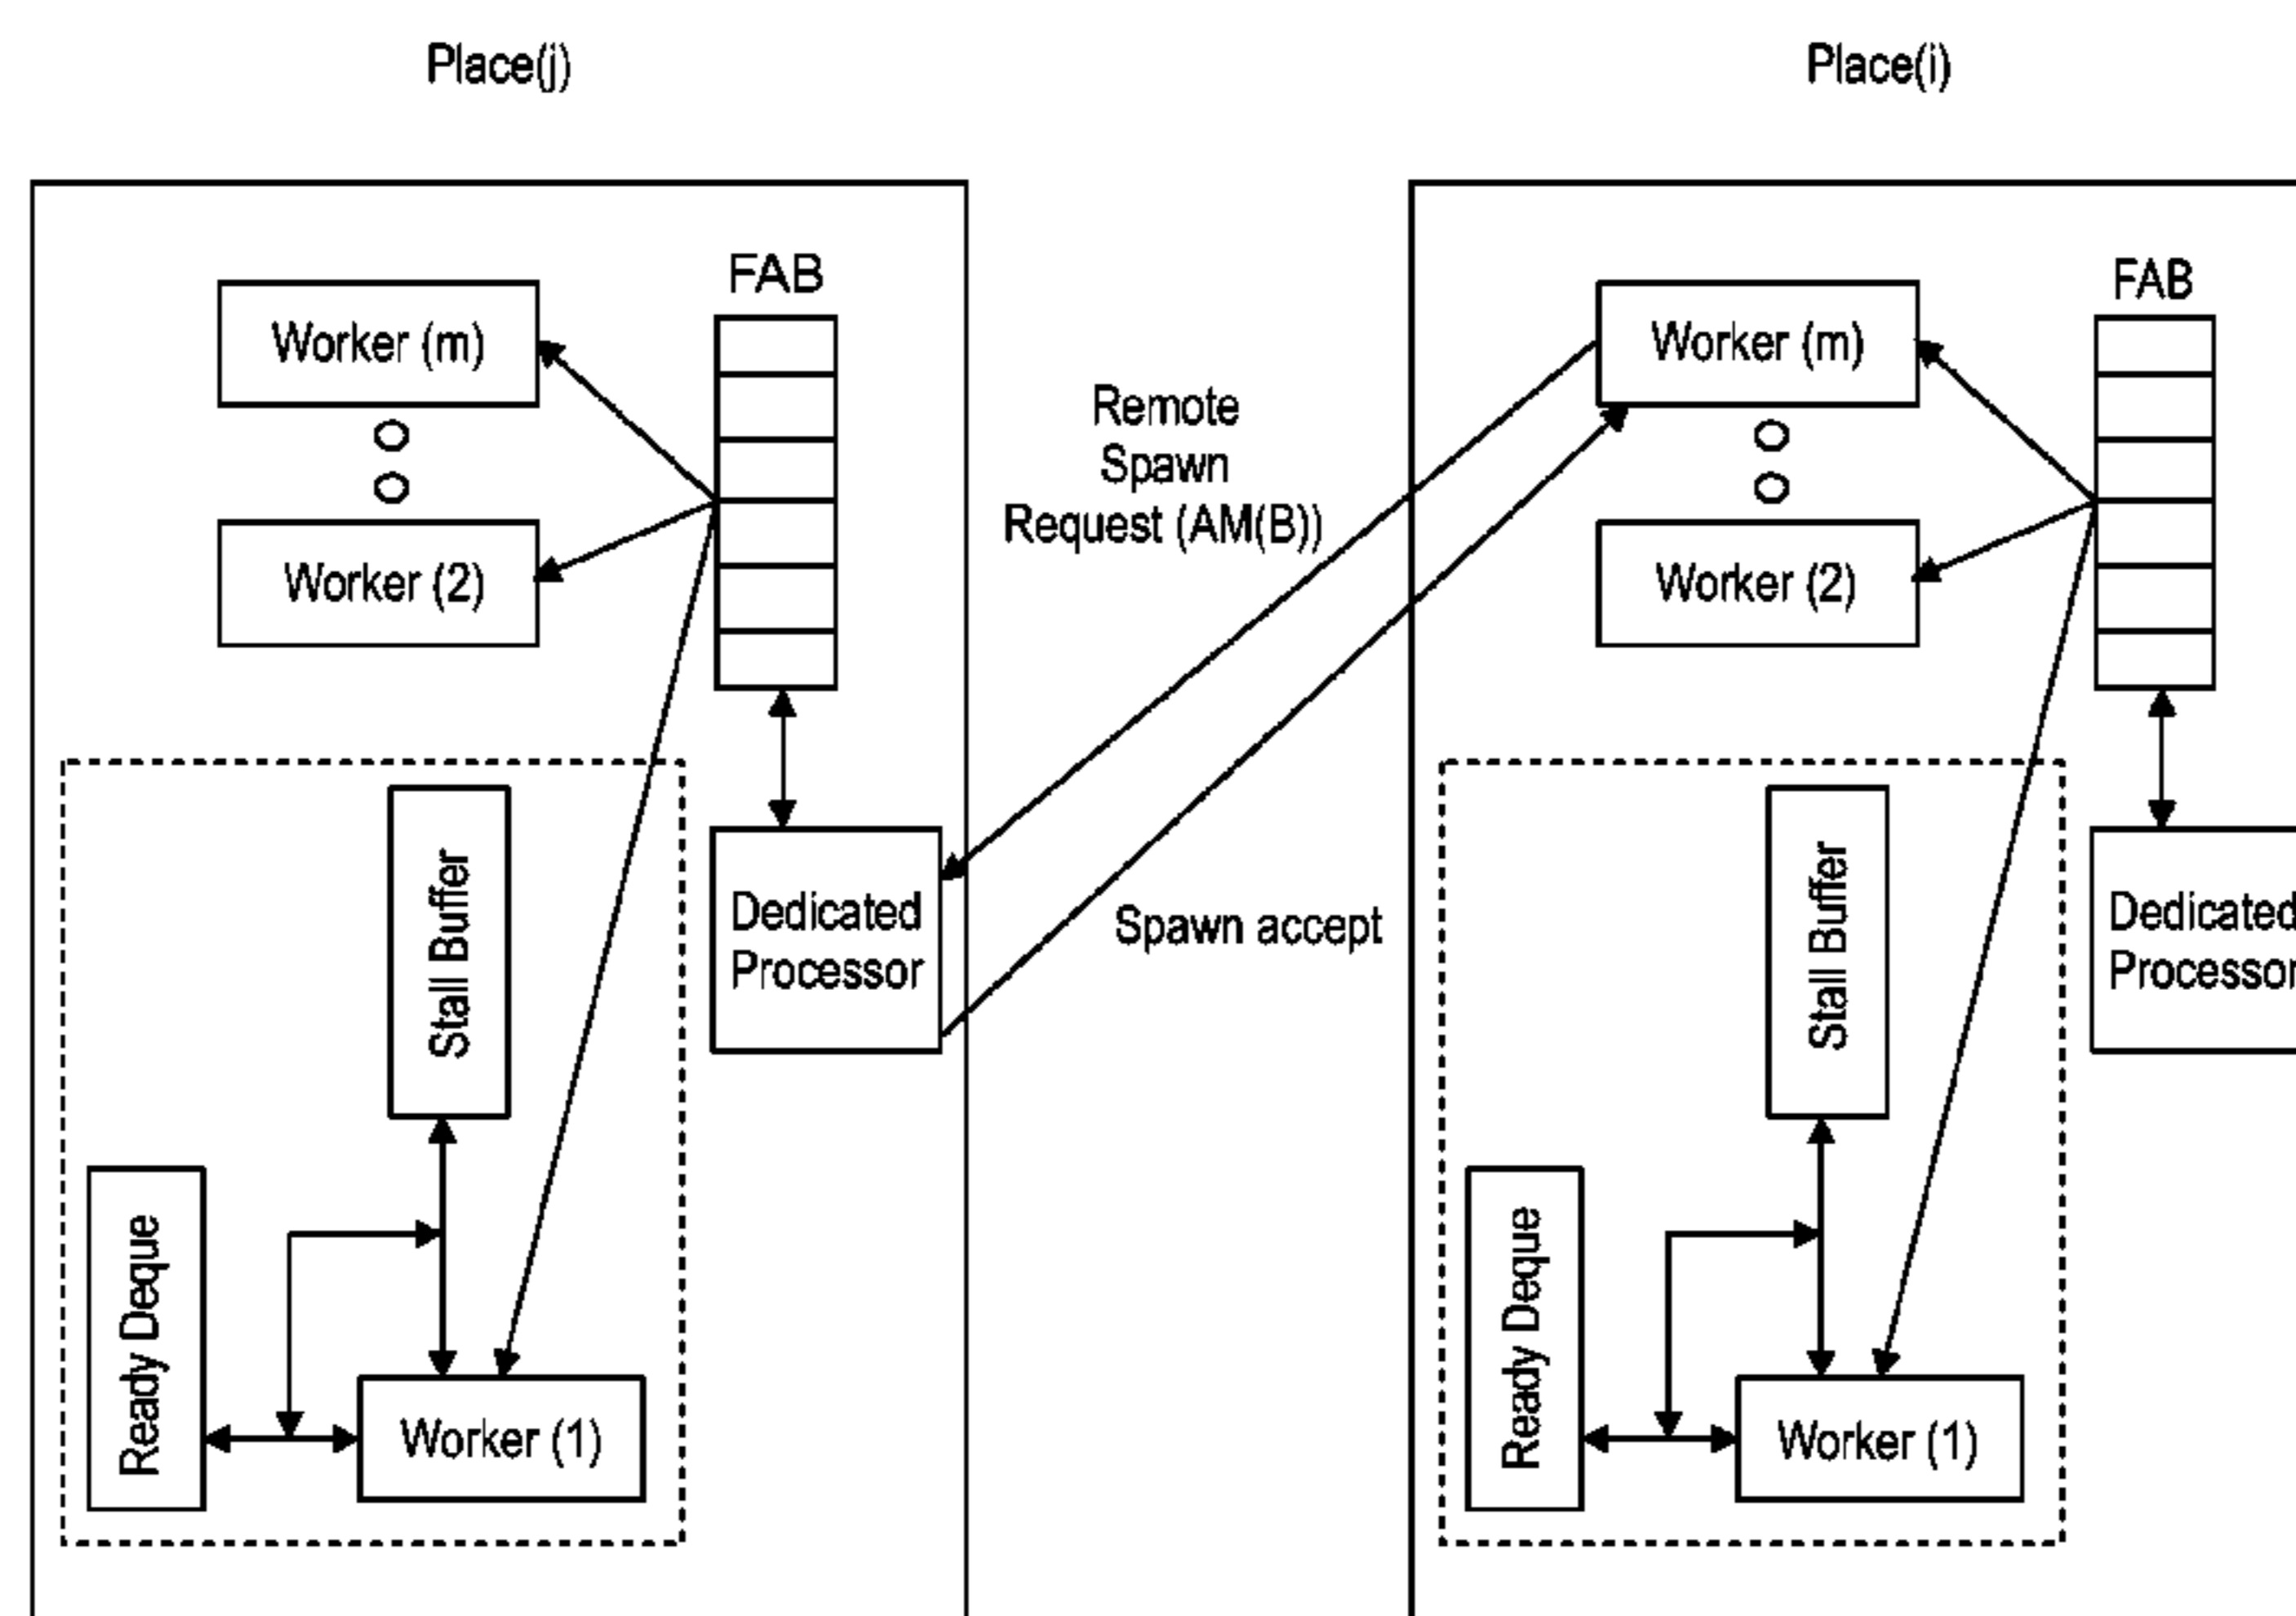 Place(j)
FAB
Worker (m)
Worker (2)
Stall Buffer
Dedicated
Processor
Ready Deque
Worker (1)
Remote
Spawn
Request (AM(B))
Spawn accept
Place(i)
FAB
Worker (m)
Worker (2)
Stall Buffer
Dedicated
Processor
Ready Deque
Worker (1)